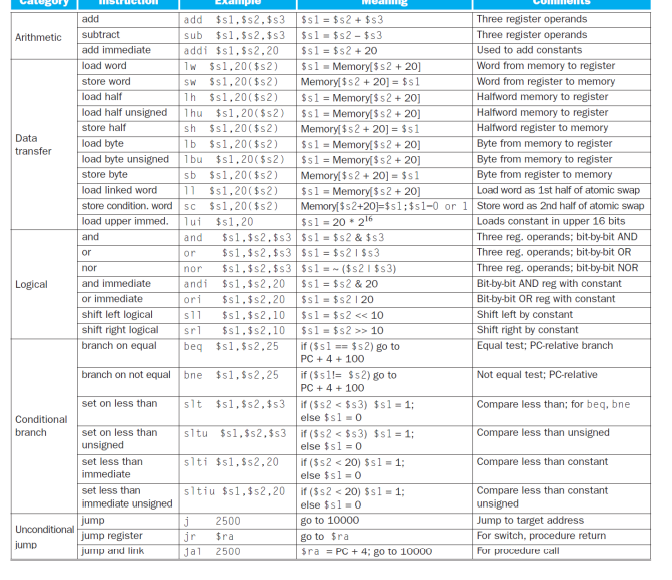 Category Instruction Example Meaning Comments
Arithmetic
add add $s1,$s2,$s3 $s1 = $s2 + $s3 Three register operands
subtract sub $s1,$s2,$s3 $s1 = $s2 – $s3 Three register operands
add immediate addi $s1,$s2,20 $s1 = $s2 + 20 Used to add constants
Data
transfer
load word lw $s1,20($s2) $s1 = Memory[$s2 + 20] Word from memory to register
store word sw $s1,20($s2) Memory[$s2 + 20] = $s1 Word from register to memory
load half lh $s1,20($s2) $s1 = Memory[$s2 + 20] Halfword memory to register
load half unsigned lhu $s1,20($s2) $s1 = Memory[$s2 + 20] Halfword memory to register
store half sh $s1,20($s2) Memory[$s2 + 20] = $s1 Halfword register to memory
load byte lb $s1,20($s2) $s1 = Memory[$s2 + 20] Byte from memory to register
load byte unsigned lbu $s1,20($s2) $s1 = Memory[$s2 + 20] Byte from memory to register
store byte sb $s1,20($s2) Memory[$s2 + 20] = $s1 Byte from register to memory
load linked word ll $s1,20($s2) $s1 = Memory[$s2 + 20] Load word as 1st half of atomic swap
store condition. word sc $s1,20($s2) Memory[$s2+20]=$s1;$s1=0 or 1 Store word as 2nd half of atomic swap
load upper immed. lui $s1,20 $s1 = 20 * 2¹⁶ Loads constant in upper 16 bits
Logical
and and $s1,$s2,$s3 $s1 = $s2 & $s3 Three reg. operands; bit-by-bit AND
or or $s1,$s2,$s3 $s1 = $s2 | $s3 Three reg. operands; bit-by-bit OR
nor nor $s1,$s2,$s3 $s1 = ~ ($s2 | $s3) Three reg. operands; bit-by-bit NOR
and immediate andi $s1,$s2,20 $s1 = $s2 & 20 Bit-by-bit AND reg with constant
or immediate ori $s1,$s2,20 $s1 = $s2 | 20 Bit-by-bit OR reg with constant
shift left logical sll $s1,$s2,10 $s1 = $s2 << 10 Shift left by constant
shift right logical srl $s1,$s2,10 $s1 = $s2 >> 10 Shift right by constant
Conditional
branch
branch on equal beq $s1,$s2,25 if ($s1 == $s2) go to Equal test; PC-relative branch
PC + 4 + 100
branch on not equal bne $s1,$s2,25 if ($s1!= $s2) go to Not equal test; PC-relative
PC + 4 + 100
set on less than slt $s1,$s2,$s3 if ($s2 < $s3) $s1 = 1; Compare less than; for beq, bne
else $s1 = 0
set on less than sltu $s1,$s2,$s3 if ($s2 < $s3) $s1 = 1; Compare less than unsigned
unsigned else $s1 = 0
set less than slti $s1,$s2,20 if ($s2 < 20) $s1 = 1; Compare less than constant
immediate else $s1 = 0
set less than sltiu $s1,$s2,20 if ($s2 < 20) $s1 = 1; Compare less than constant
immediate unsigned else $s1 = 0 unsigned
Unconditional
jump
jump j 2500 go to 10000 Jump to target address
jump register jr $ra go to $ra For switch, procedure return
jump and link jal 2500 $ra = PC + 4; go to 10000 For procedure call